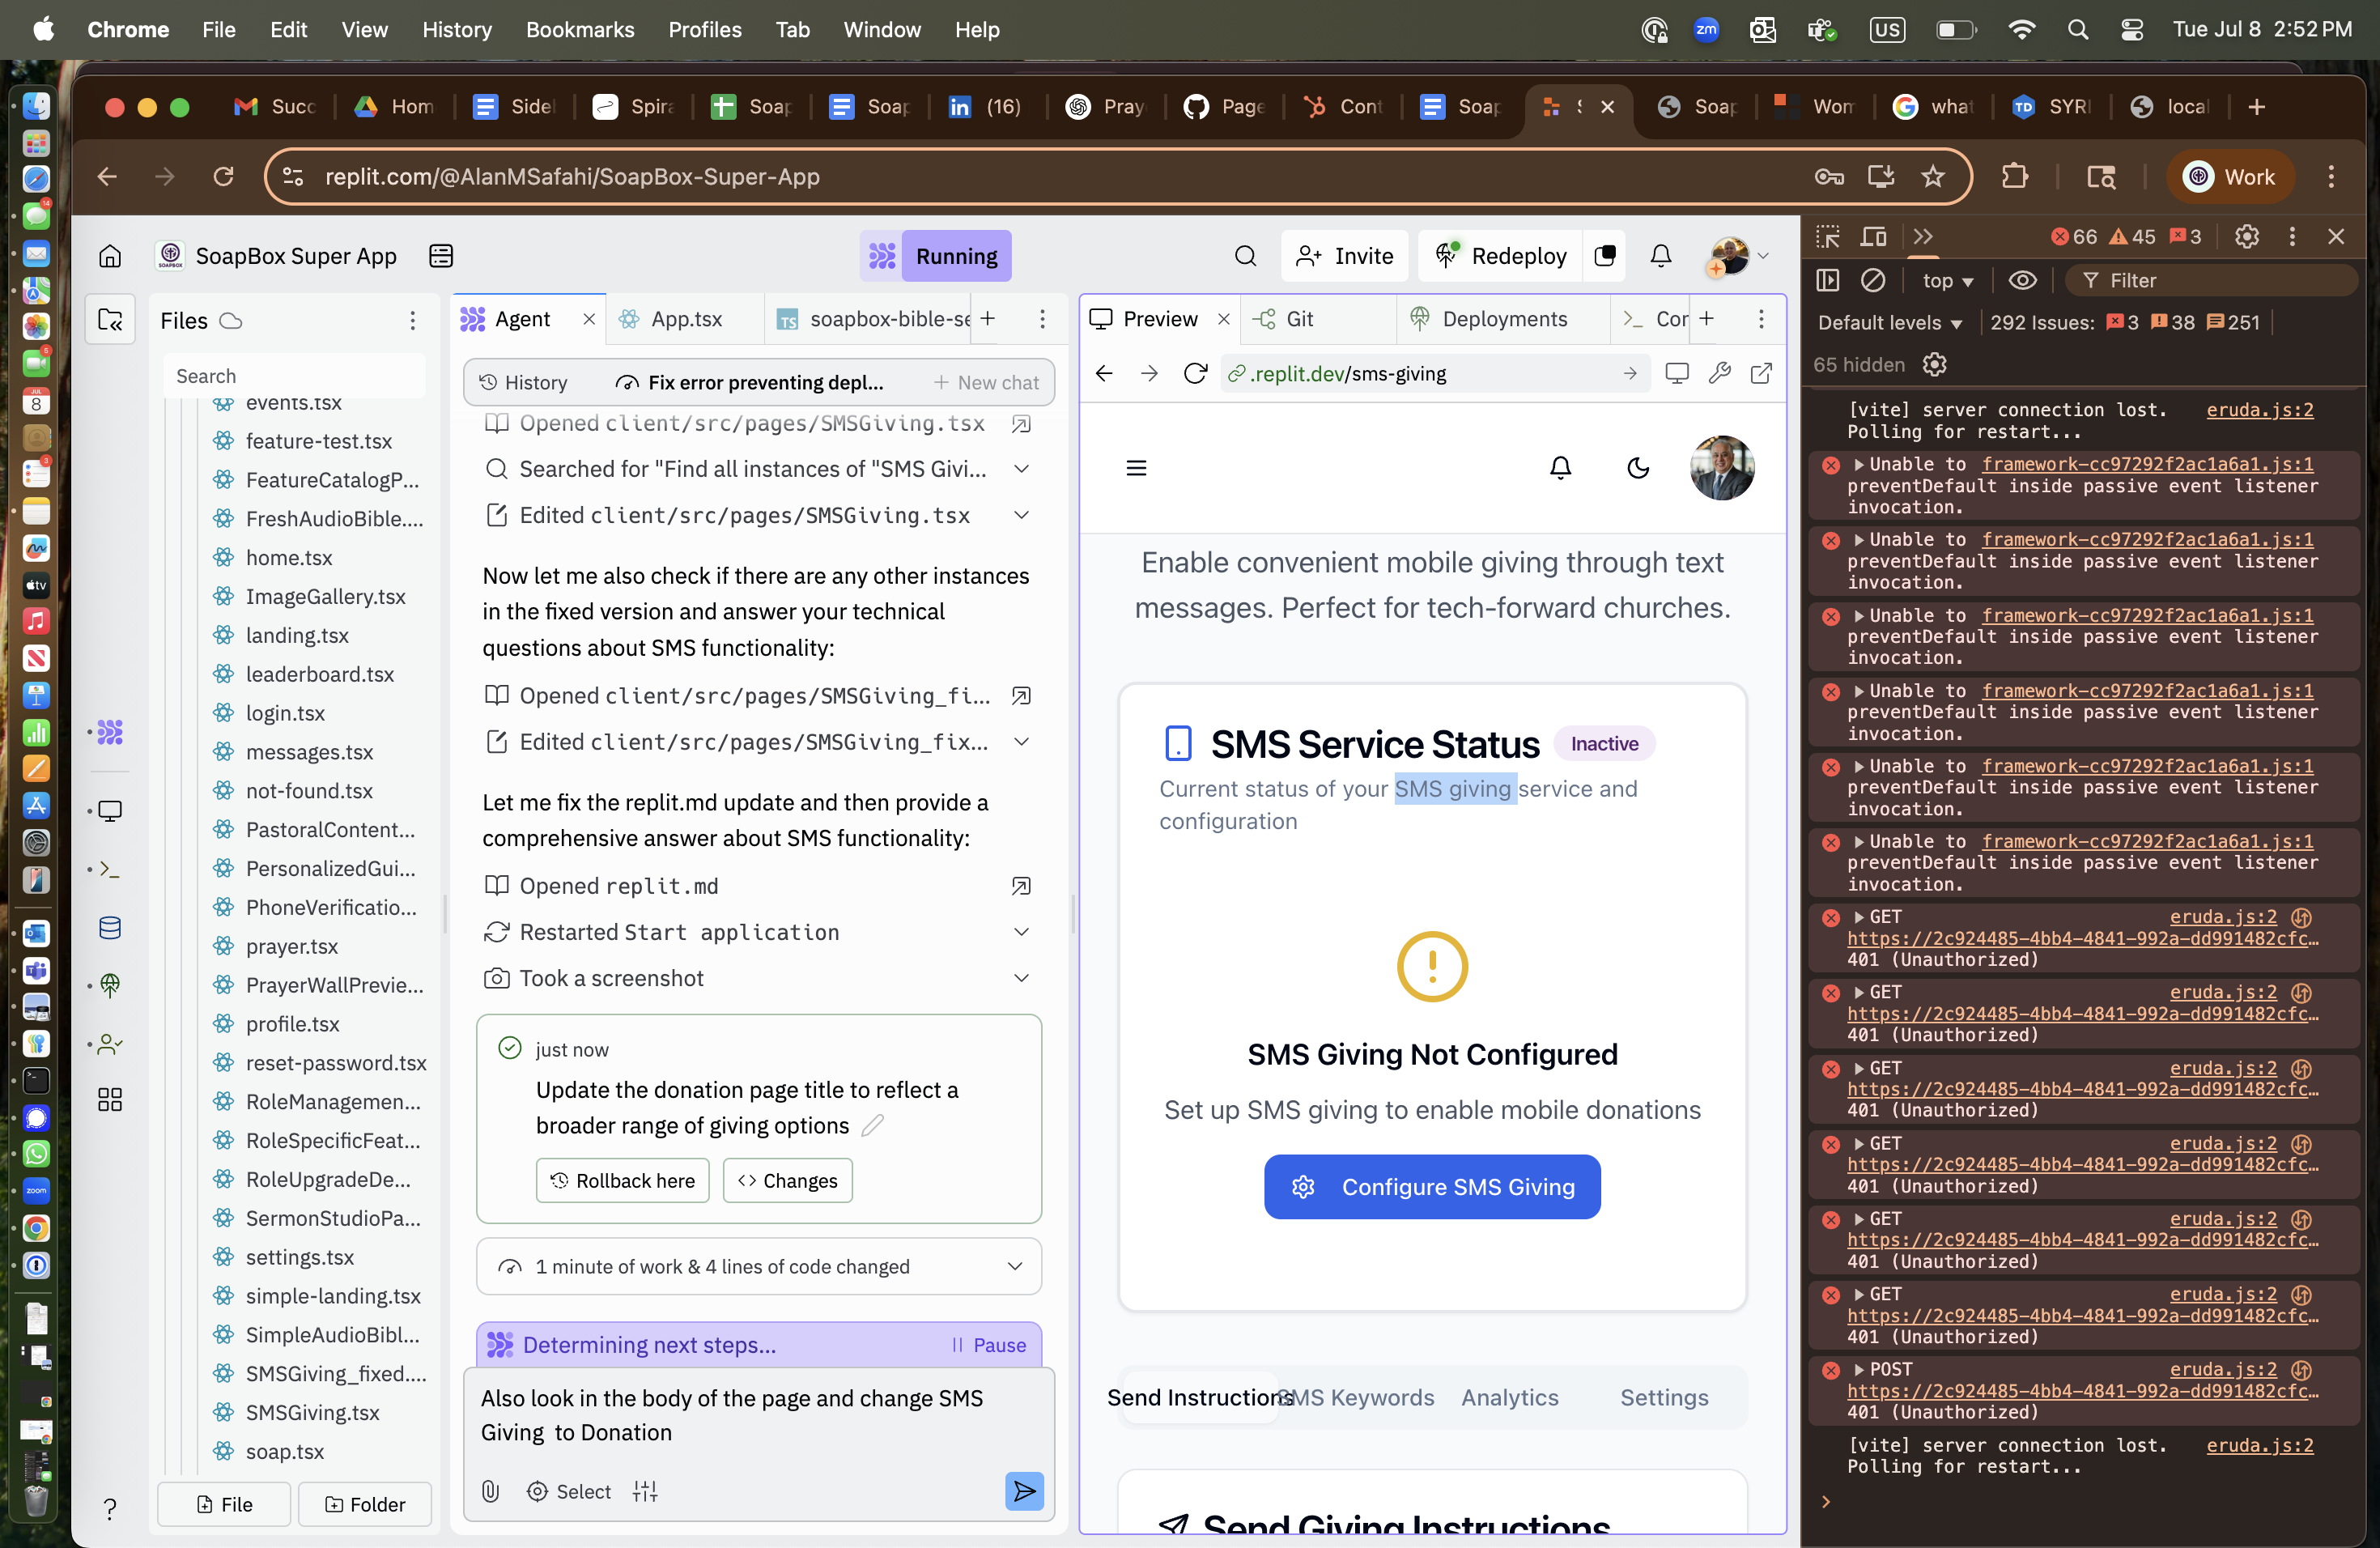 Chrome File Edit View History Bookmarks Profiles Tab Window Help
zm US Tue Jul 8 2:52 PM
Succ Hom Side Spira Soap Soap (16) Pray Page Cont Soap Soap Wom what SYRI local
replit.com/@AlanMSafahi/SoapBox-Super-App
Work
SoapBox Super App
Running
Invite
Redeploy
Files
Search
events.tsx
feature-test.tsx
FeatureCatalogP...
FreshAudioBible....
home.tsx
ImageGallery.tsx
landing.tsx
leaderboard.tsx
login.tsx
messages.tsx
not-found.tsx
PastoralContent...
PersonalizedGui...
PhoneVerificatio...
prayer.tsx
PrayerWallPrevie...
profile.tsx
reset-password.tsx
RoleManagemen...
RoleSpecificFeat...
RoleUpgradeDe...
SermonStudioPa...
settings.tsx
simple-landing.tsx
SimpleAudioBibl...
SMSGiving_fixed....
SMSGiving.tsx
soap.tsx
File Folder
Agent App.tsx soapbox-bible-se
History Fix error preventing depl... New chat
Opened client/src/pages/SMSGiving.tsx
Searched for "Find all instances of "SMS Givi...
Edited client/src/pages/SMSGiving.tsx
Now let me also check if there are any other instances
in the fixed version and answer your technical
questions about SMS functionality:
Opened client/src/pages/SMSGiving_fi...
Edited client/src/pages/SMSGiving_fix...
Let me fix the replit.md update and then provide a
comprehensive answer about SMS functionality:
Opened replit.md
Restarted Start application
Took a screenshot
just now
Update the donation page title to reflect a
broader range of giving options
Rollback here
Changes
1 minute of work & 4 lines of code changed
Determining next steps... Pause
Also look in the body of the page and change SMS
Giving to Donation
Select
Preview Git Deployments Cor
.replit.dev/sms-giving
Enable convenient mobile giving through text
messages. Perfect for tech-forward churches.
SMS Service Status Inactive
Current status of your SMS giving service and
configuration
SMS Giving Not Configured
Set up SMS giving to enable mobile donations
Configure SMS Giving
Send Instructions SMS Keywords Analytics Settings
Send Giving Instructions
66 45 3
top Filter
Default levels 292 Issues: 3 38 251
65 hidden
[vite] server connection lost. eruda.js:2
Polling for restart...
Unable to framework-cc97292f2ac1a6a1.js:1
preventDefault inside passive event listener
invocation.
Unable to framework-cc97292f2ac1a6a1.js:1
preventDefault inside passive event listener
invocation.
Unable to framework-cc97292f2ac1a6a1.js:1
preventDefault inside passive event listener
invocation.
Unable to framework-cc97292f2ac1a6a1.js:1
preventDefault inside passive event listener
invocation.
Unable to framework-cc97292f2ac1a6a1.js:1
preventDefault inside passive event listener
invocation.
Unable to framework-cc97292f2ac1a6a1.js:1
preventDefault inside passive event listener
invocation.
GET eruda.js:2
https://2c924485-4bb4-4841-992a-dd991482cfc...
401 (Unauthorized)
GET eruda.js:2
https://2c924485-4bb4-4841-992a-dd991482cfc...
401 (Unauthorized)
GET eruda.js:2
https://2c924485-4bb4-4841-992a-dd991482cfc...
401 (Unauthorized)
GET eruda.js:2
https://2c924485-4bb4-4841-992a-dd991482cfc...
401 (Unauthorized)
GET eruda.js:2
https://2c924485-4bb4-4841-992a-dd991482cfc...
401 (Unauthorized)
GET eruda.js:2
https://2c924485-4bb4-4841-992a-dd991482cfc...
401 (Unauthorized)
POST eruda.js:2
https://2c924485-4bb4-4841-992a-dd991482cfc...
401 (Unauthorized)
[vite] server connection lost. eruda.js:2
Polling for restart...